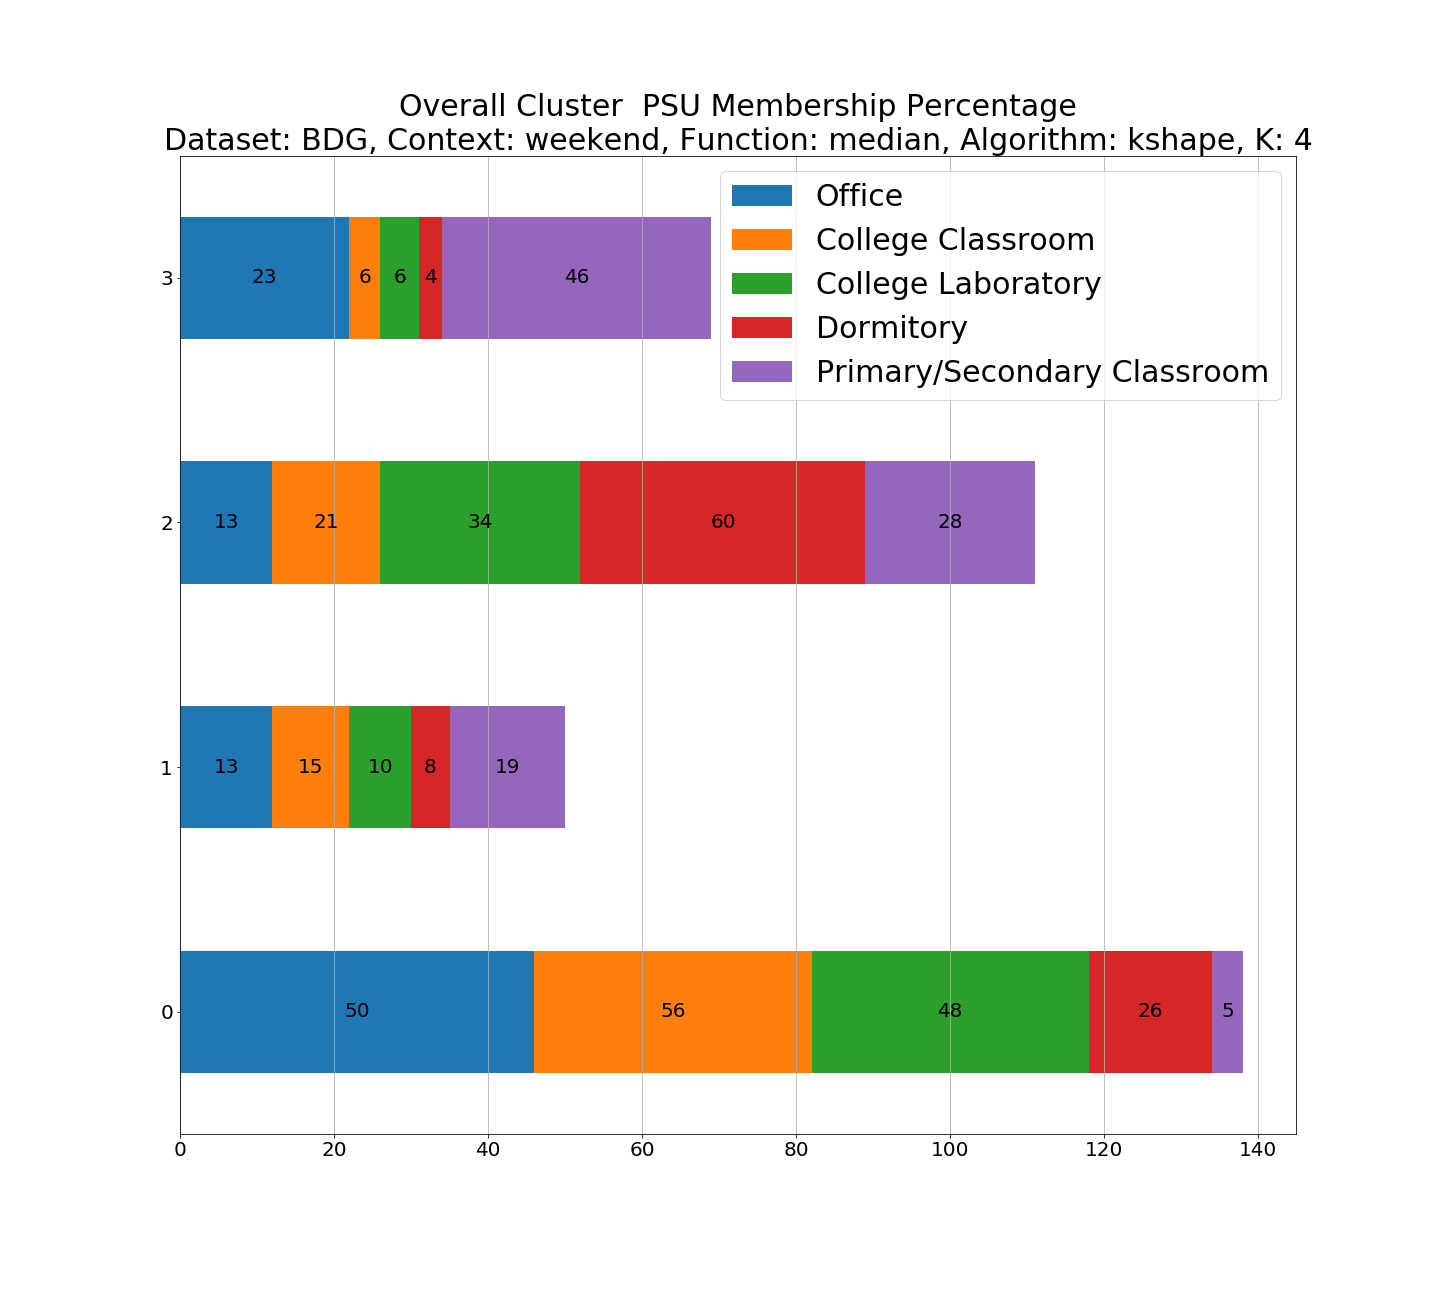 Overall Cluster  PSU Membership Percentage
Dataset: BDG, Context: weekend, Function: median, Algorithm: kshape, K: 4
Office
College Classroom
College Laboratory
Dormitory
Primary/Secondary Classroom
3
23 6 6 4 46
2
13 21 34 60 28
1
13 15 10 8 19
0
50 56 48 26 5
0 20 40 60 80 100 120 140